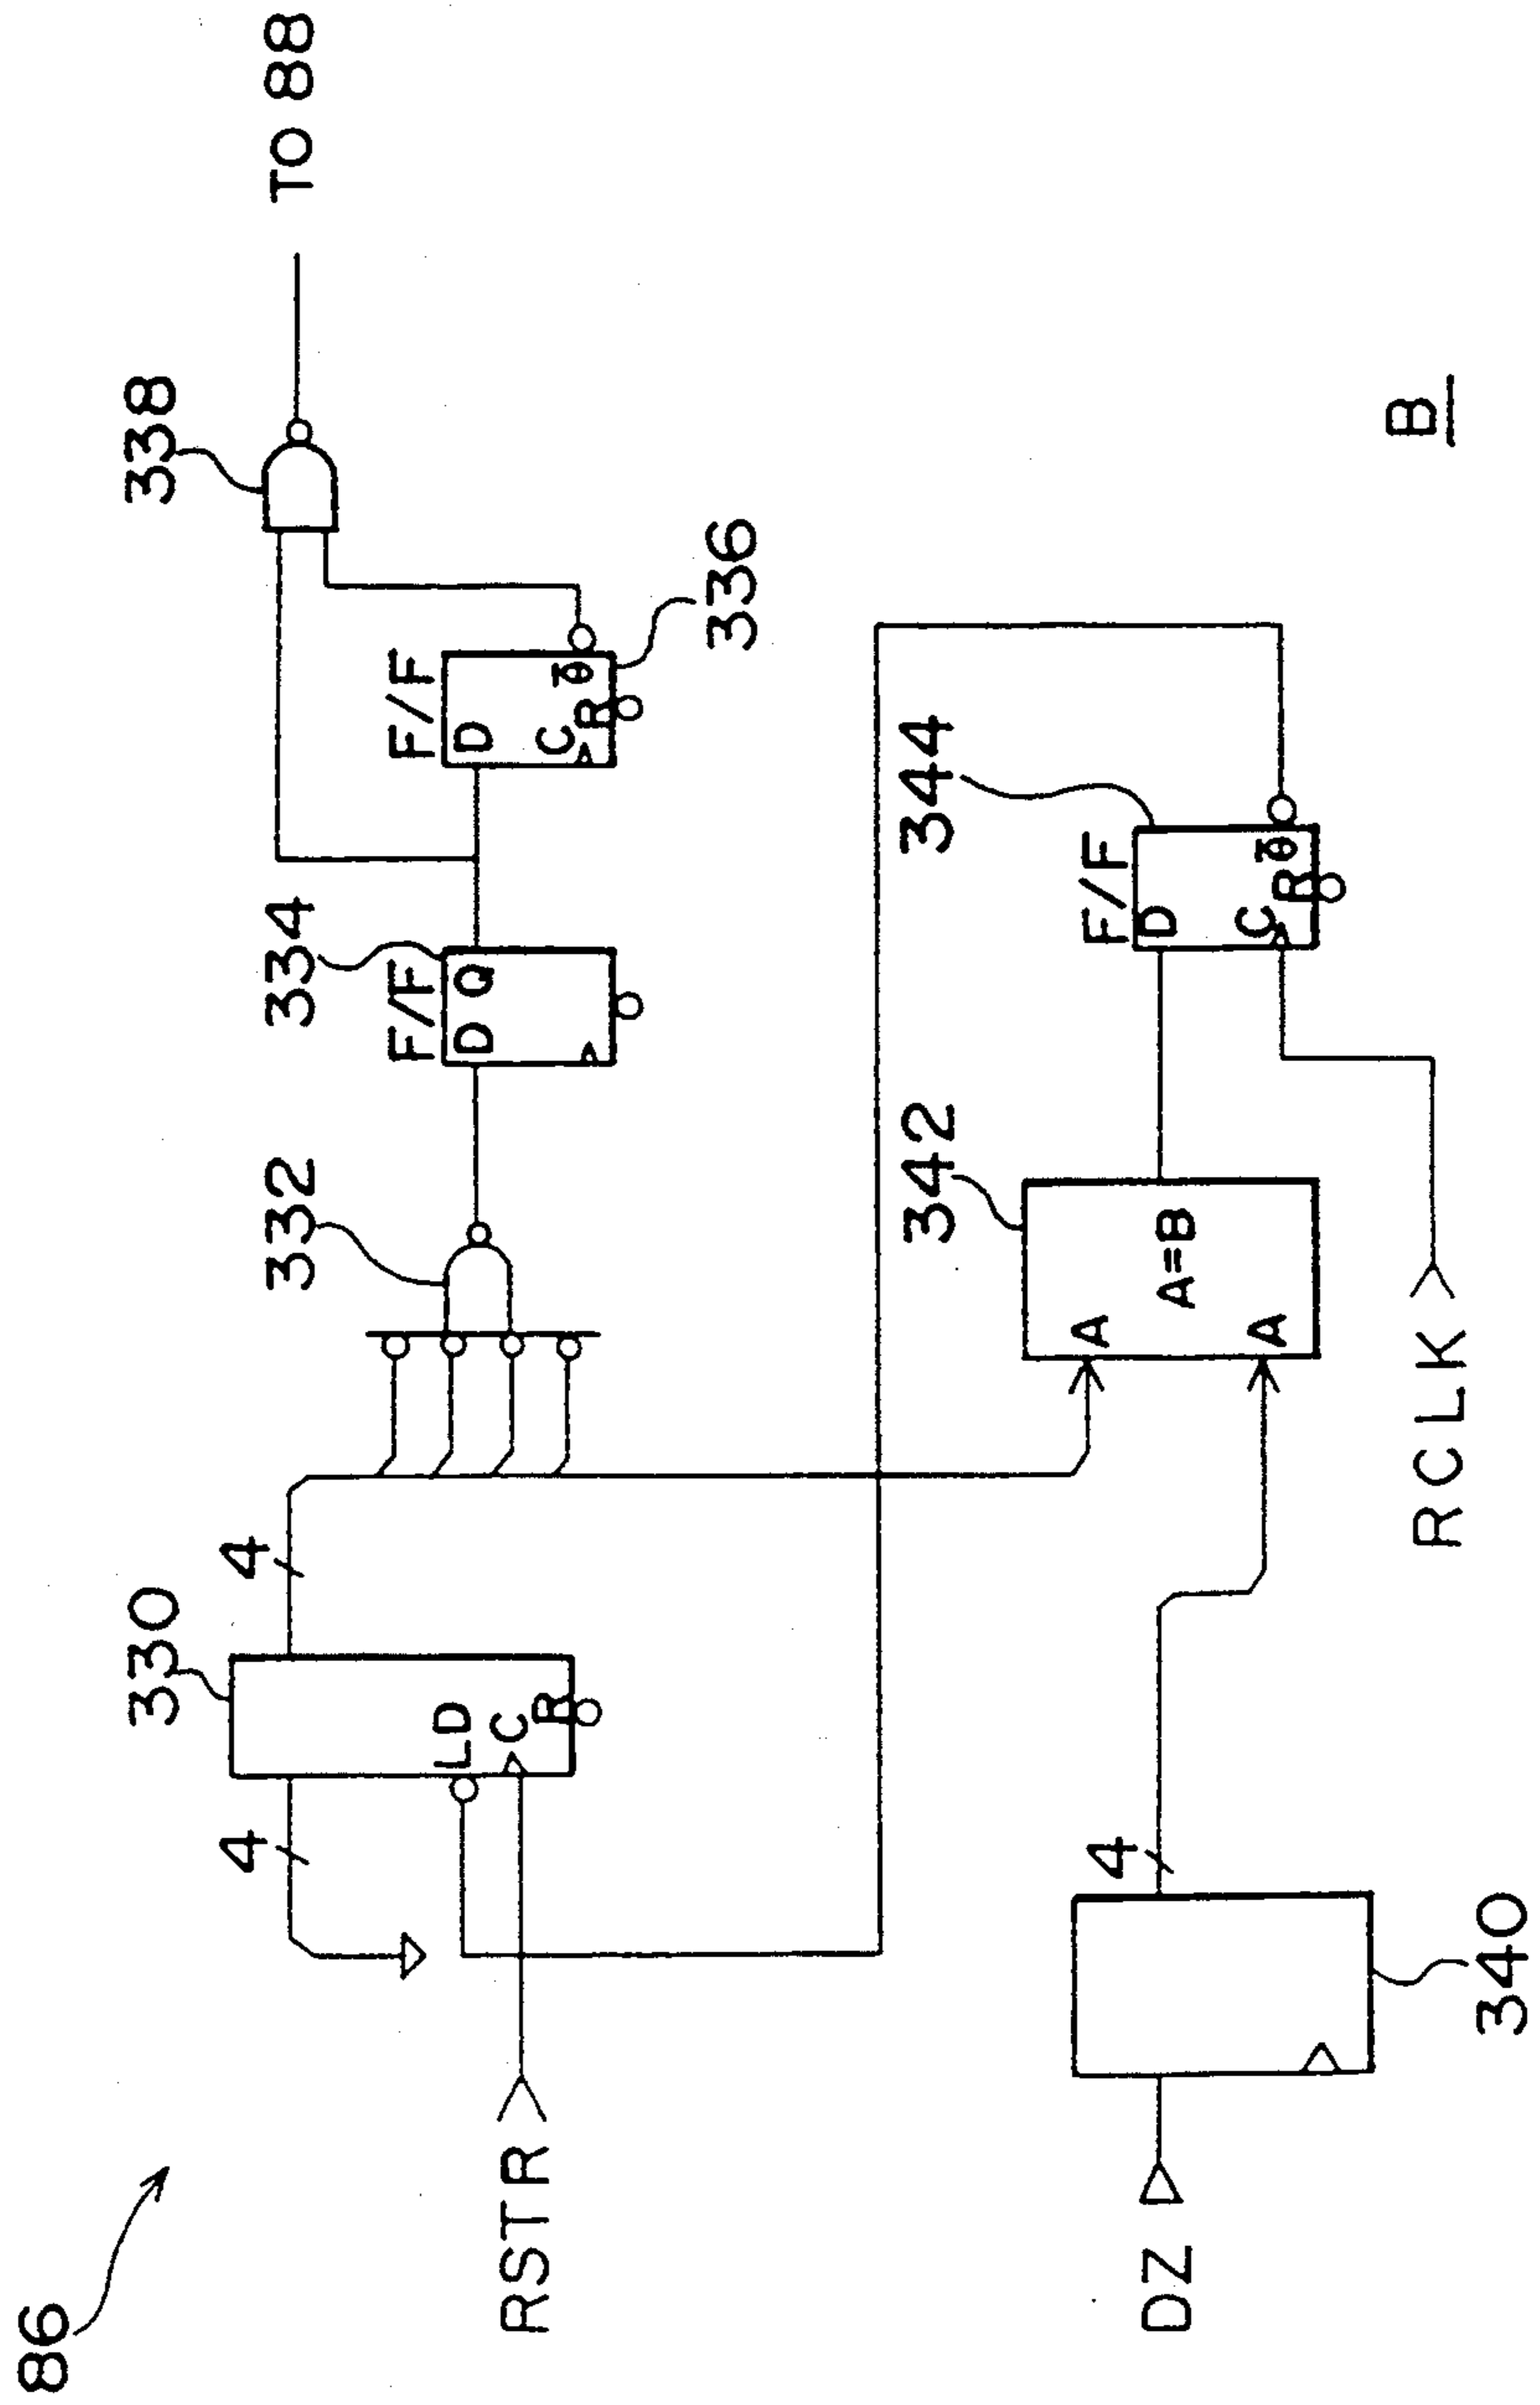 86
330
4
4
LD
C
R
RSTR
332
334
F/F
D Q
F/F
D
C
R
Q̅
336
338
TO 88
DZ
340
4
342
A
A=B
A
RCLK
344
F/F
D
C
R
Q̅
B